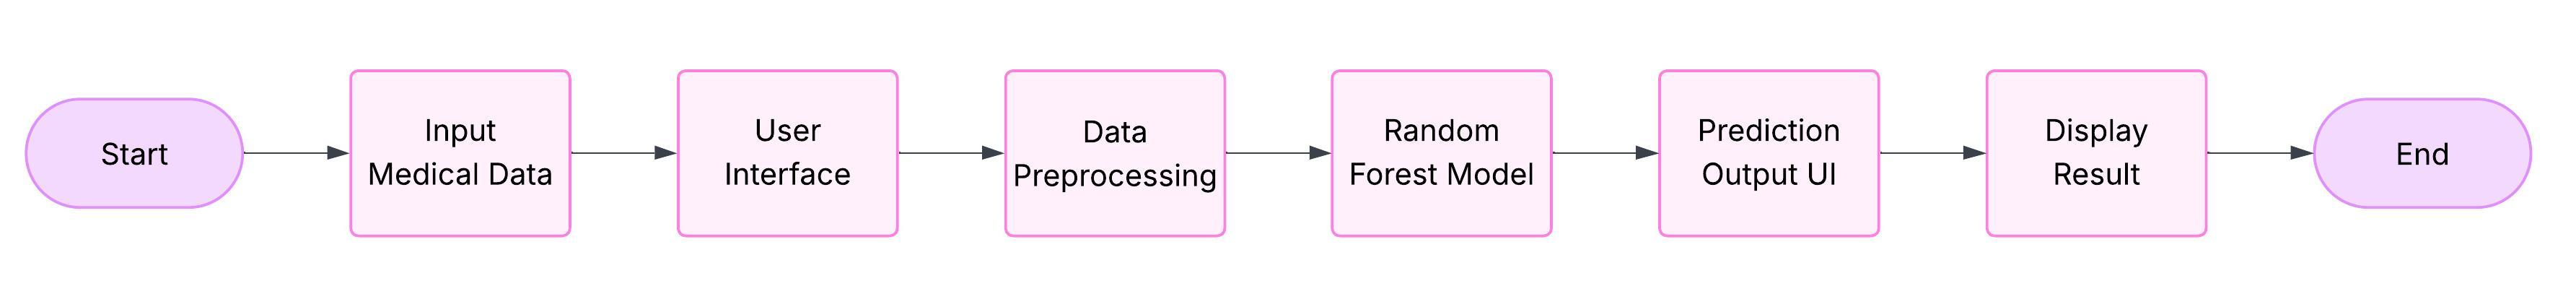 Start
Input
Medical Data
User
Interface
Data
Preprocessing
Random
Forest Model
Prediction
Output UI
Display
Result
End